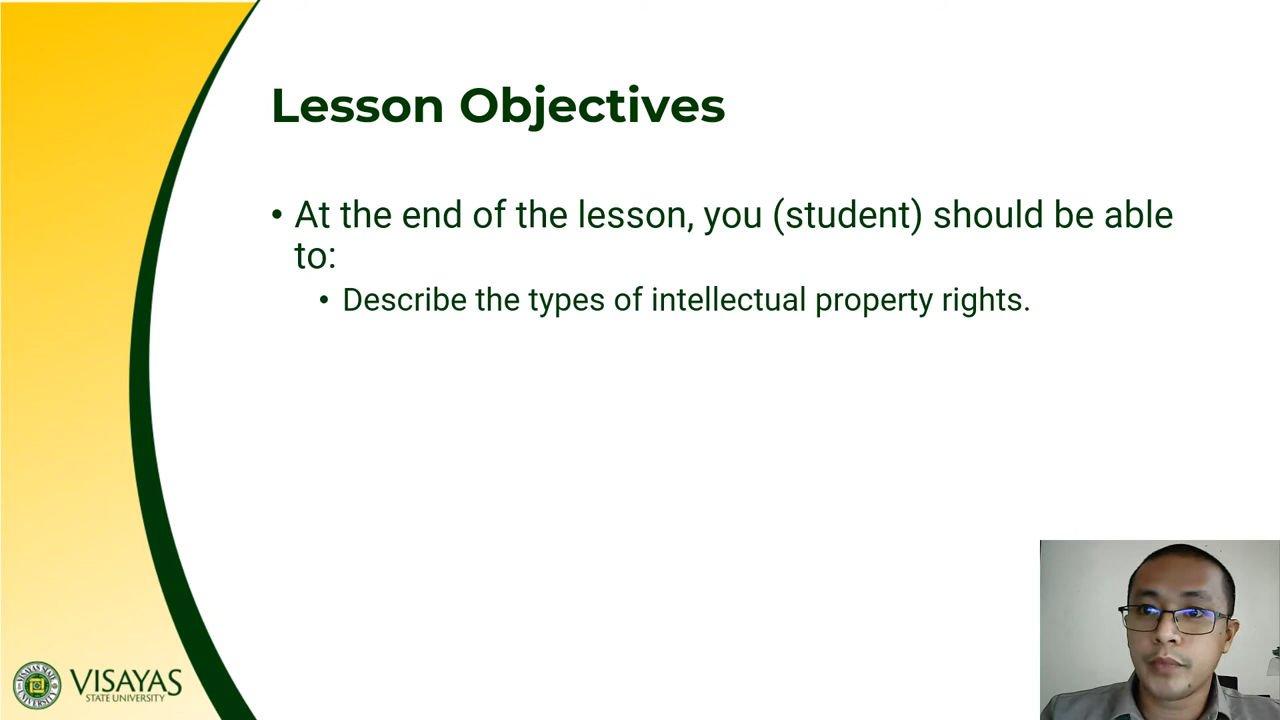 Lesson Objectives
• At the end of the lesson, you (student) should be able
to:
• Describe the types of intellectual property rights.
VISAYAS
STATE UNIVERSITY